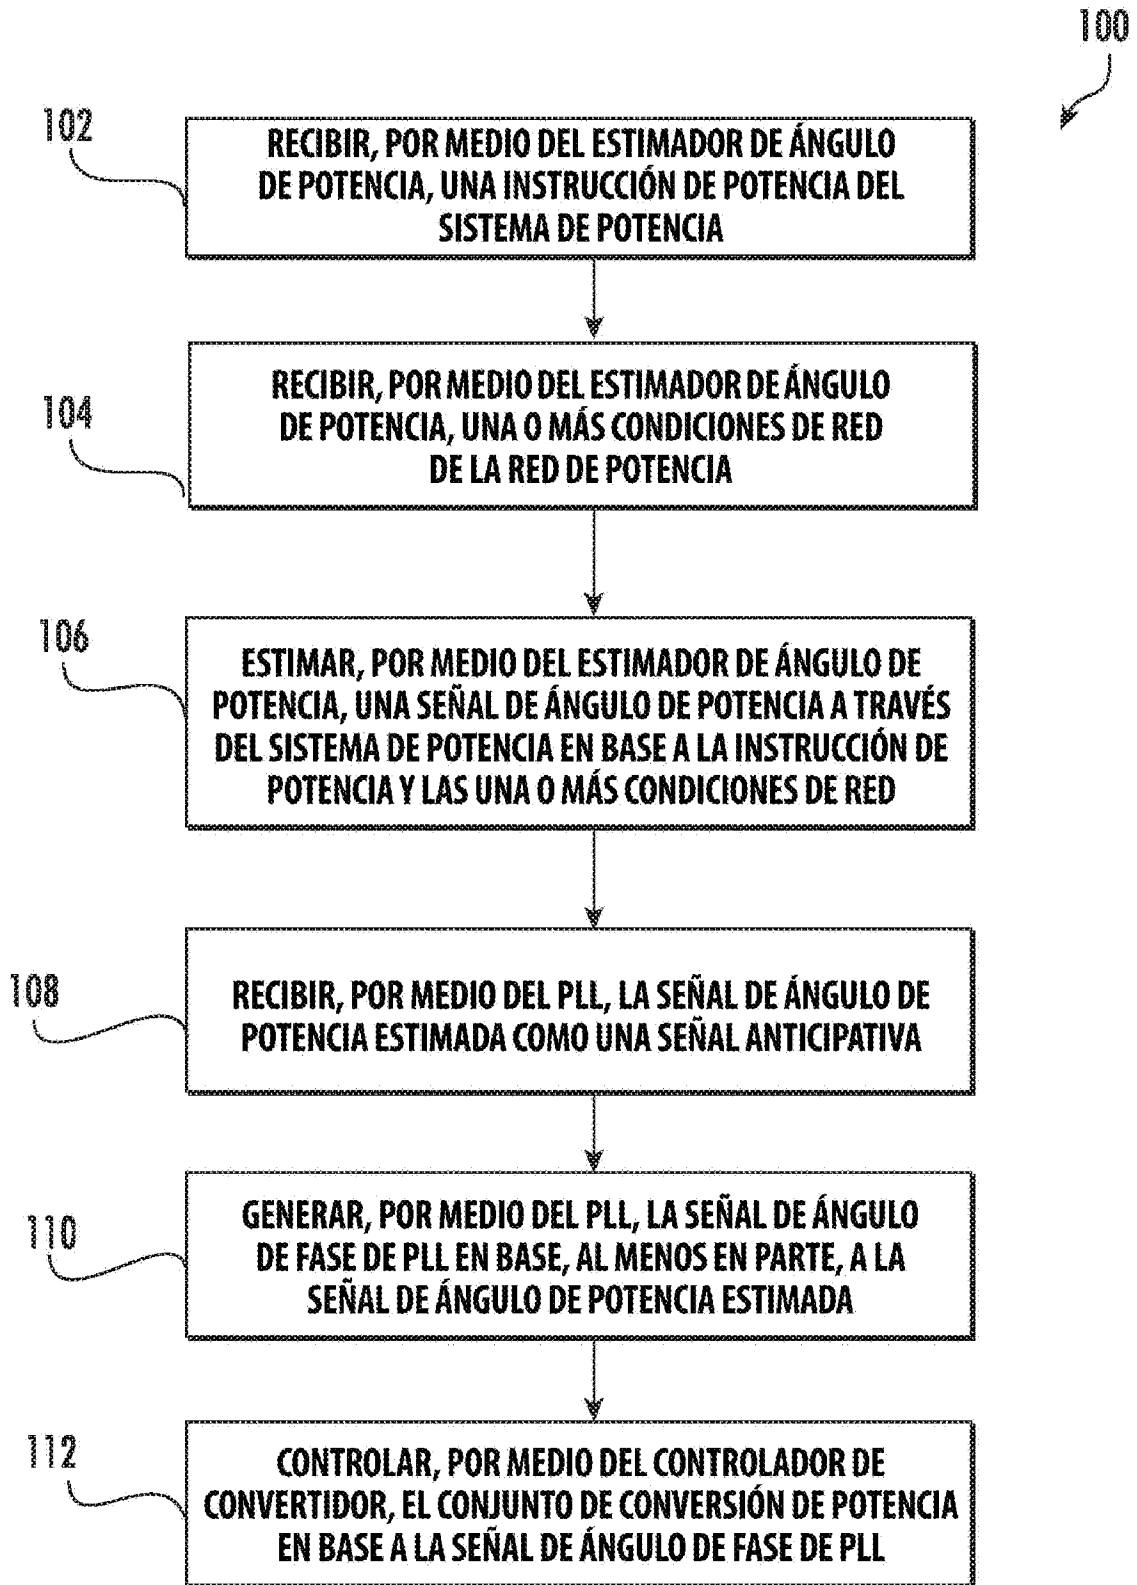 100
102
RECIBIR, POR MEDIO DEL ESTIMADOR DE ÁNGULO
DE POTENCIA, UNA INSTRUCCIÓN DE POTENCIA DEL
SISTEMA DE POTENCIA
104
RECIBIR, POR MEDIO DEL ESTIMADOR DE ÁNGULO
DE POTENCIA, UNA O MÁS CONDICIONES DE RED
DE LA RED DE POTENCIA
106
ESTIMAR, POR MEDIO DEL ESTIMADOR DE ÁNGULO DE
POTENCIA, UNA SEÑAL DE ÁNGULO DE POTENCIA A TRAVÉS
DEL SISTEMA DE POTENCIA EN BASE A LA INSTRUCCIÓN DE
POTENCIA Y LAS UNA O MÁS CONDICIONES DE RED
108
RECIBIR, POR MEDIO DEL PLL, LA SEÑAL DE ÁNGULO DE
POTENCIA ESTIMADA COMO UNA SEÑAL ANTICIPATIVA
110
GENERAR, POR MEDIO DEL PLL, LA SEÑAL DE ÁNGULO
DE FASE DE PLL EN BASE, AL MENOS EN PARTE, A LA
SEÑAL DE ÁNGULO DE POTENCIA ESTIMADA
112
CONTROLAR, POR MEDIO DEL CONTROLADOR DE
CONVERTIDOR, EL CONJUNTO DE CONVERSIÓN DE POTENCIA
EN BASE A LA SEÑAL DE ÁNGULO DE FASE DE PLL